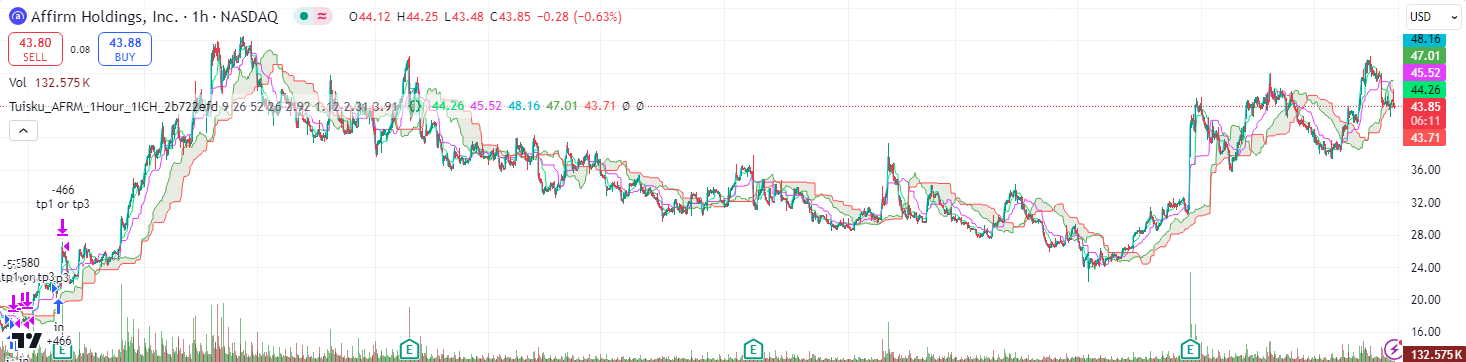 Affirm Holdings, Inc. · 1h · NASDAQ O44.12 H44.25 L43.48 C43.85 −0.28 (−0.63%)
USD
43.80 SELL
0.08
43.88 BUY
Vol 132.575 K
Tuisku_AFRM_1Hour_1ICH_2b722efd 9 26 52 26 2.92 1.12 2.31 3.91 44.26 45.52 48.16 47.01 43.71 Ø Ø
48.16
47.01
45.52
44.26
43.85
06:11
43.71
36.00
32.00
28.00
24.00
20.00
16.00
132.575 K
-466
tp1 or tp3
tp1 or tp3
in
+466
E
E
E
E